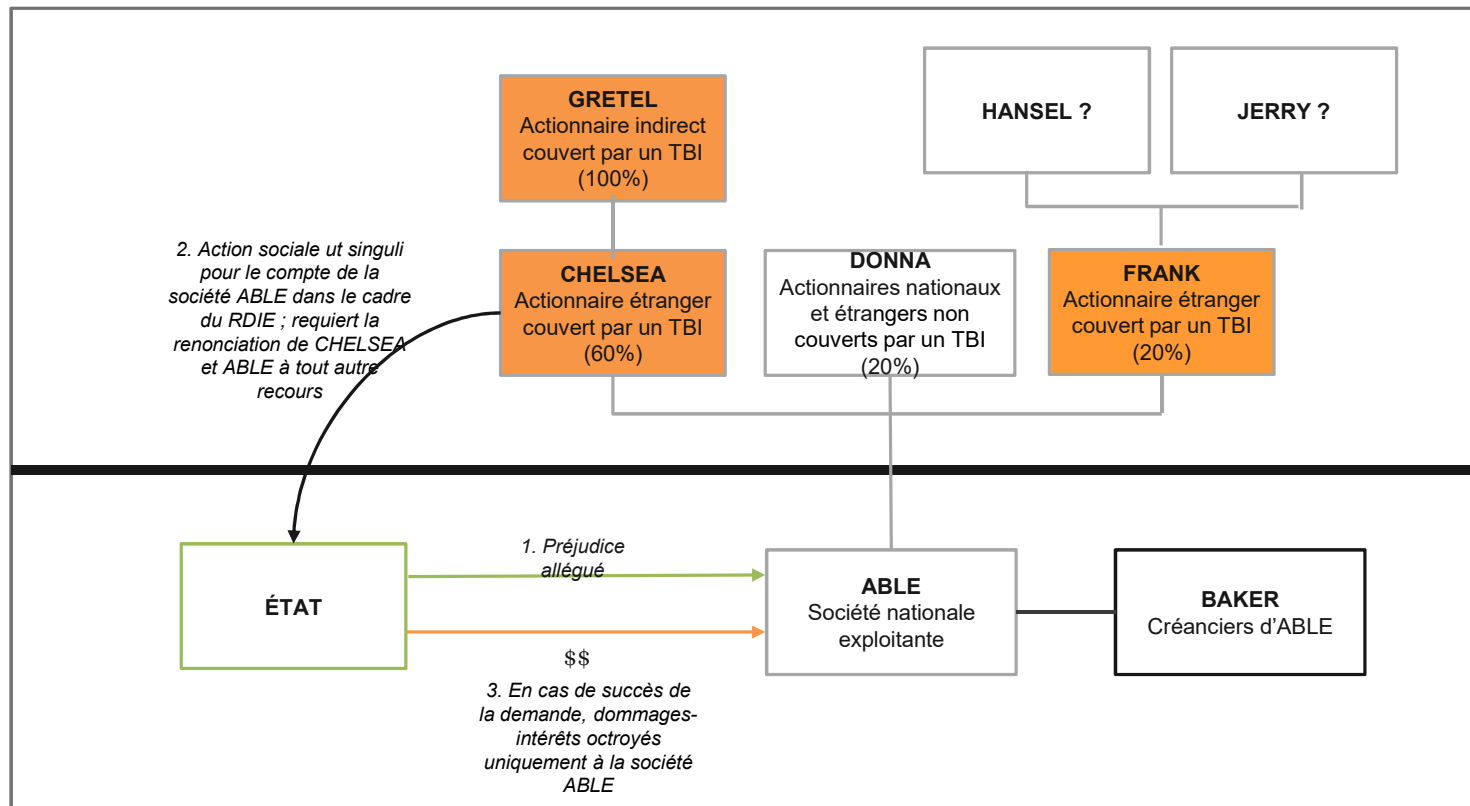 GRETEL
Actionnaire indirect
couvert par un TBI
(100%)
HANSEL ?
JERRY ?
2. Action sociale ut singuli
pour le compte de la
société ABLE dans le cadre
du RDIE ; requiert la
renonciation de CHELSEA
et ABLE à tout autre
recours
CHELSEA
Actionnaire étranger
couvert par un TBI
(60%)
DONNA
Actionnaires nationaux
et étrangers non
couverts par un TBI
(20%)
FRANK
Actionnaire étranger
couvert par un TBI
(20%)
ÉTAT
1. Préjudice
allégué
$$
3. En cas de succès de
la demande, dommages-
intérêts octroyés
uniquement à la société
ABLE
ABLE
Société nationale
exploitante
BAKER
Créanciers d’ABLE